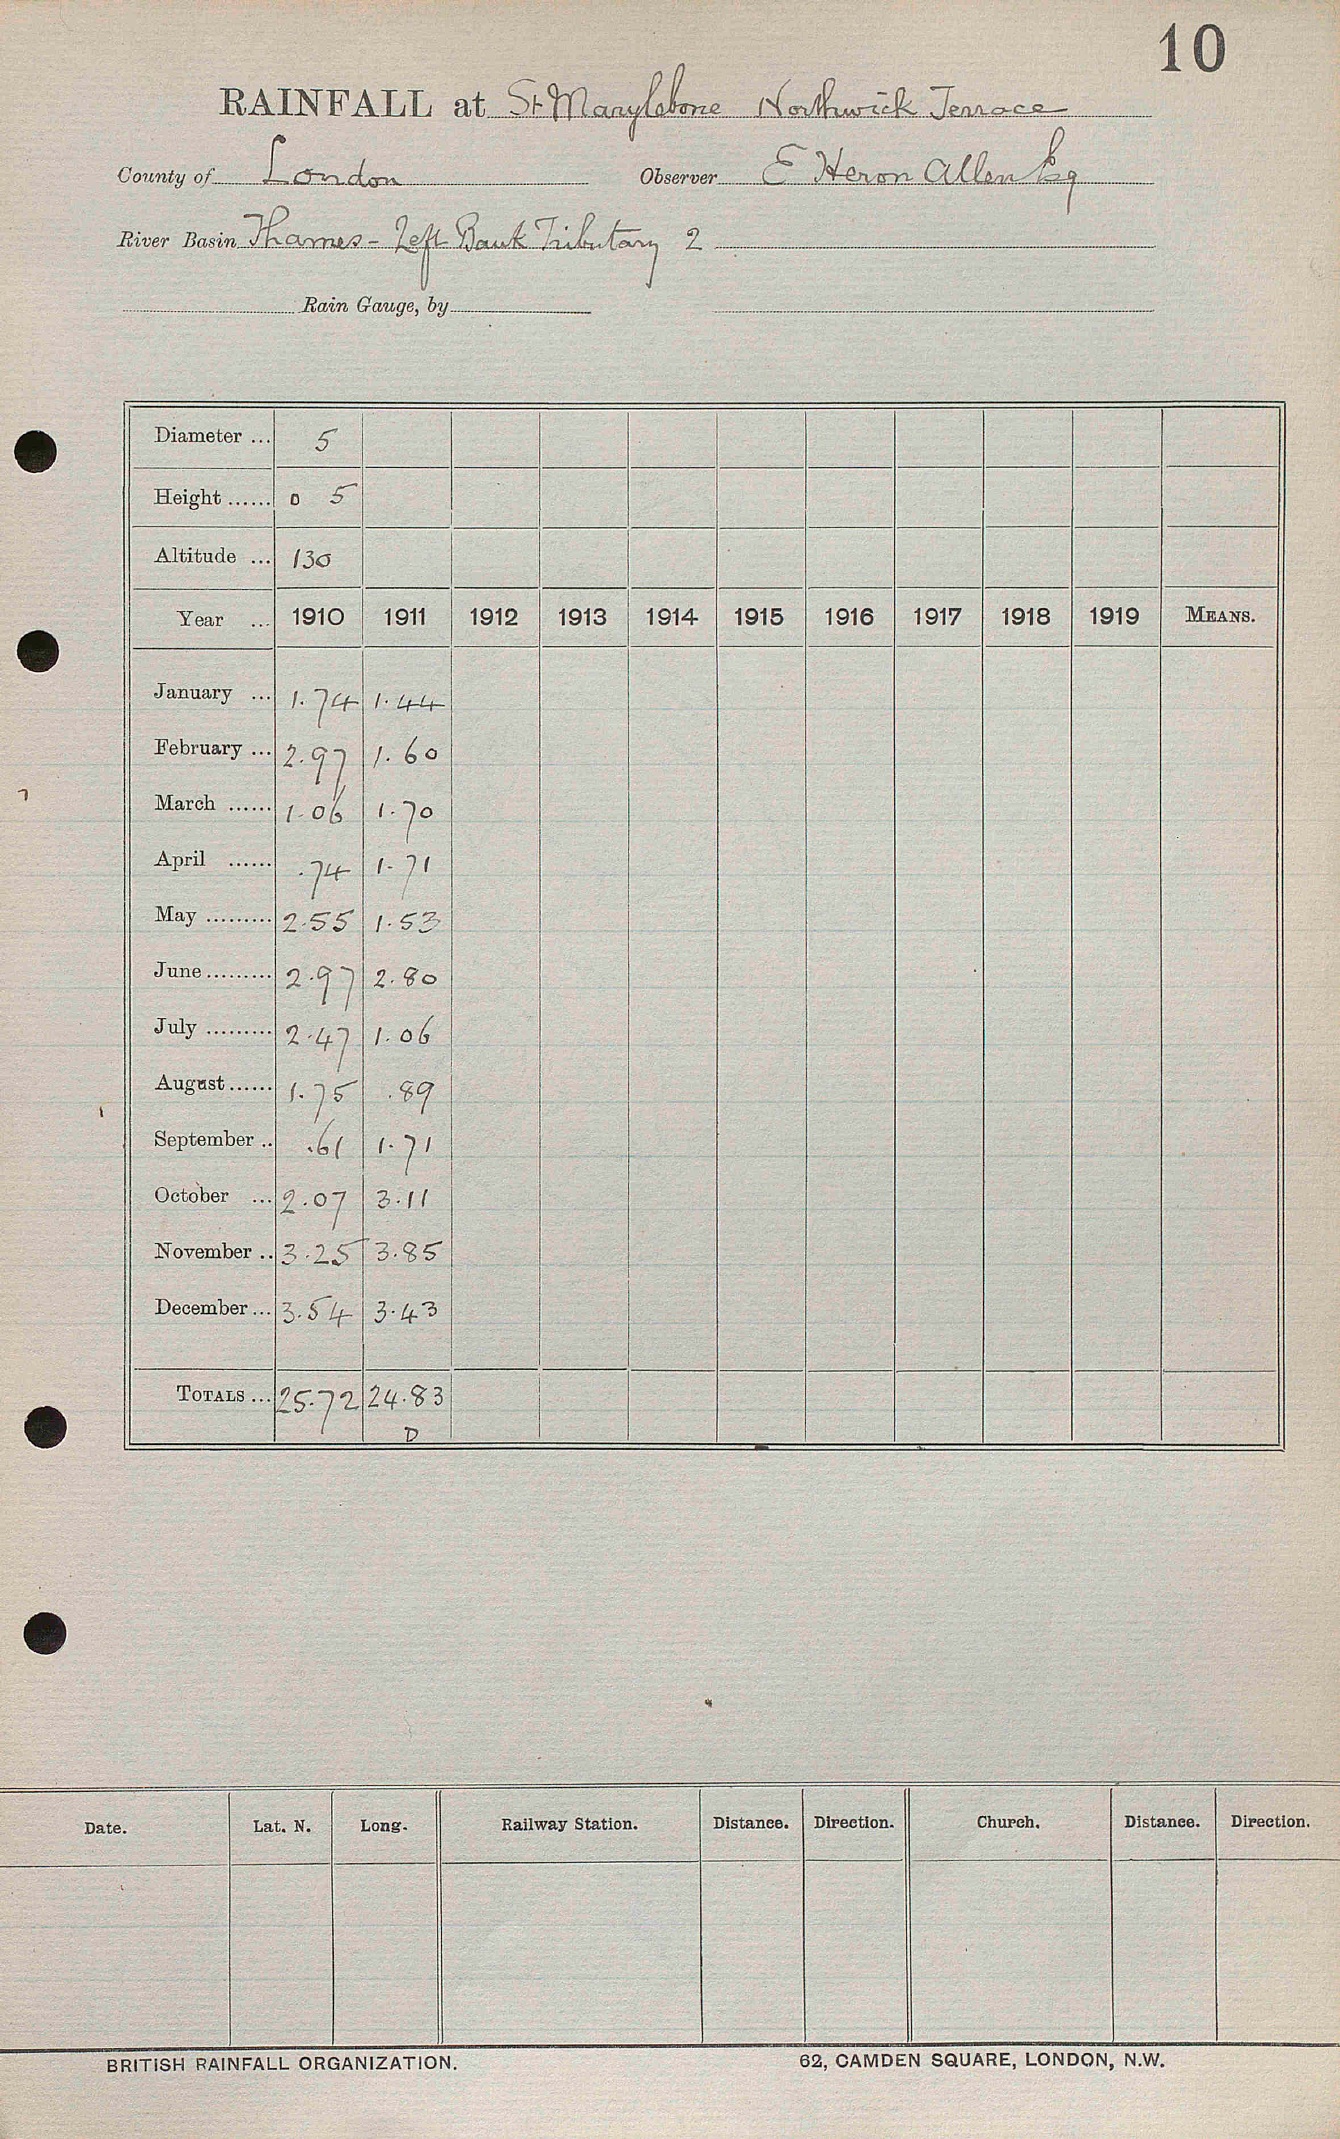 10
RAINFALL at St Marylebone Northwick Terrace
County of London Observer E Heron Allen Esq
River Basin Thames - Left Bank Tributary 2
Rain Gauge, by
Diameter ... 5
Height ...... 0 5
Altitude ... 130
Year ... 1910 1911 1912 1913 1914 1915 1916 1917 1918 1919 MEANS.
January ... 1.74 1.44
February ... 2.97 1.60
March ...... 1.06 1.70
April ...... .74 1.71
May ......... 2.55 1.53
June ......... 2.97 2.80
July ......... 2.47 1.06
August ...... 1.75 .89
September .. .61 1.71
October ... 2.07 3.11
November .. 3.25 3.85
December ... 3.54 3.43
TOTALS ... 25.72 24.83
D
Date. Lat. N. Long. Railway Station. Distance. Direction. Church. Distance. Direction.
BRITISH RAINFALL ORGANIZATION. 62, CAMDEN SQUARE, LONDON, N.W.